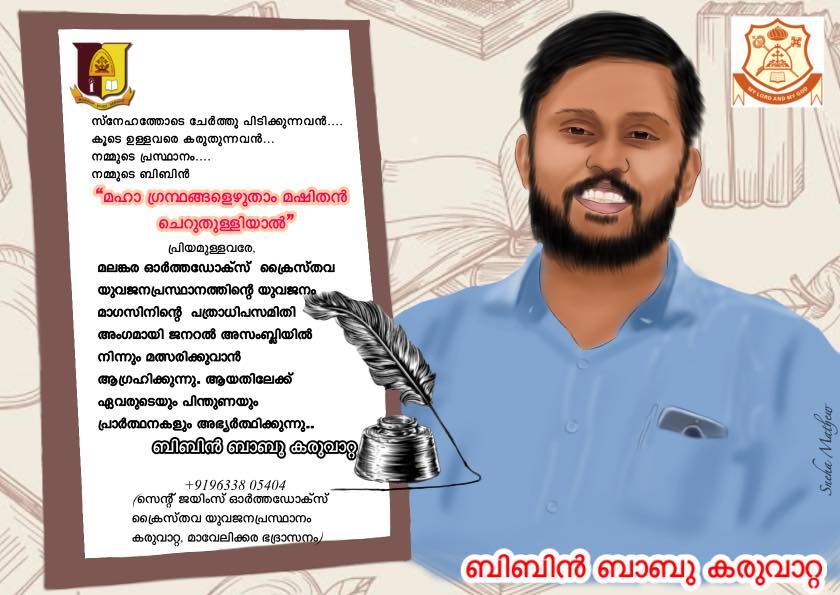 സ്നേഹത്തോടെ ചേർത്തു പിടിക്കുന്നവൻ....
കൂടെ ഉള്ളവരെ കരുതുന്നവൻ...
നമ്മുടെ പ്രസ്ഥാനം....
നമ്മുടെ ബിബിൻ
“മഹാ ഗ്രന്ഥങ്ങളെഴുതാം മഷിതൻ
ചെറുതുള്ളിയാൽ”
പ്രിയമുള്ളവരേ,
മലങ്കര ഓർത്തഡോക്സ് ക്രൈസ്തവ
യുവജനപ്രസ്ഥാനത്തിന്റെ യുവജനം
മാഗസിനിന്റെ പത്രാധിപസമിതി
അംഗമായി ജനറൽ അസംബ്ലിയിൽ
നിന്നും മത്സരിക്കുവാൻ
ആഗ്രഹിക്കുന്നു. ആയതിലേക്ക്
ഏവരുടെയും പിന്തുണയും
പ്രാർത്ഥനകളും അഭ്യർത്ഥിക്കുന്നു..
ബിബിൻ ബാബു കരുവാറ്റ
+9196338 05404
(സെന്റ് ജയിംസ് ഓർത്തഡോക്സ്
ക്രൈസ്തവ യുവജനപ്രസ്ഥാനം
കരുവാറ്റ, മാവേലിക്കര ഭദ്രാസനം)
MY LORD AND MY GOD
Sneha Mathew
ബിബിൻ ബാബു കരുവാറ്റ